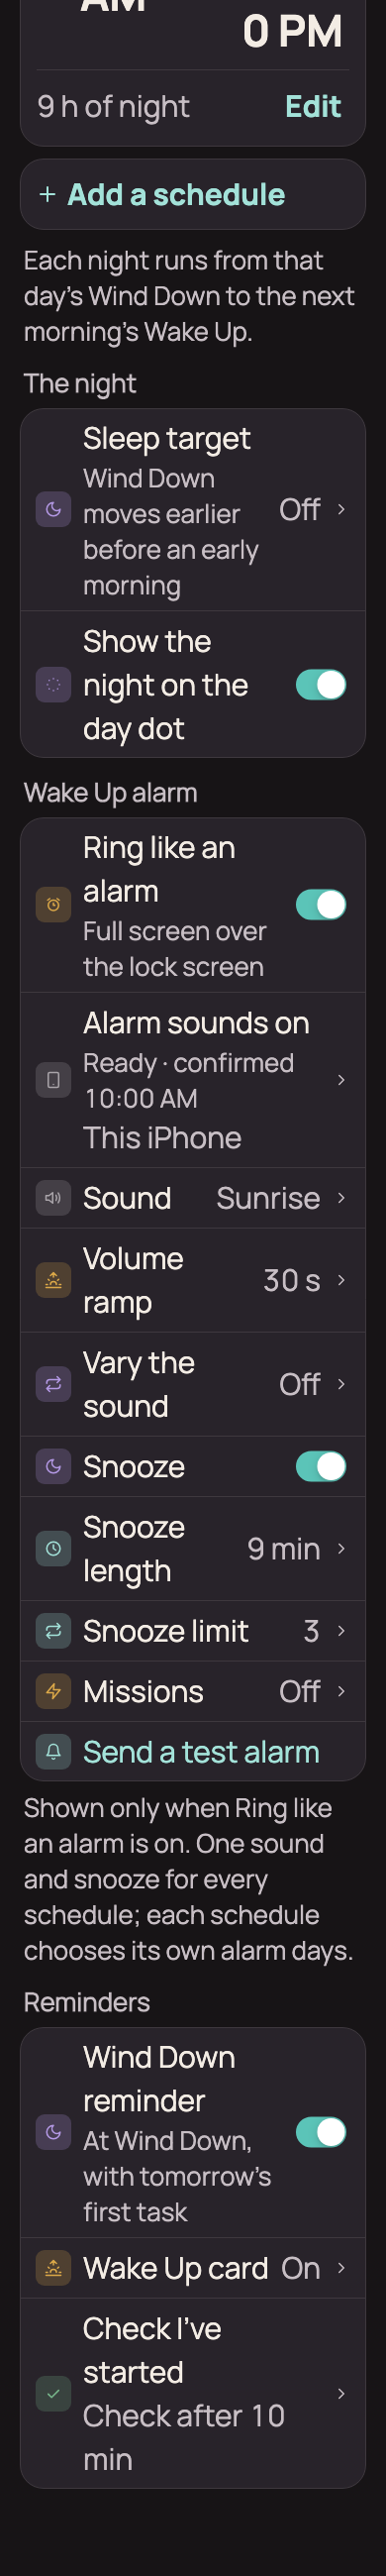 AM
0 PM
9 h of night Edit
+ Add a schedule
Each night runs from that
day's Wind Down to the next
morning's Wake Up.
The night
Sleep target
Wind Down
moves earlier
before an early
morning
Off
Show the
night on the
day dot
Wake Up alarm
Ring like an
alarm
Full screen over
the lock screen
Alarm sounds on
Ready · confirmed
10:00 AM
This iPhone
Sound Sunrise
Volume
ramp
30 s
Vary the
sound
Off
Snooze
Snooze
length
9 min
Snooze limit 3
Missions Off
Send a test alarm
Shown only when Ring like
an alarm is on. One sound
and snooze for every
schedule; each schedule
chooses its own alarm days.
Reminders
Wind Down
reminder
At Wind Down,
with tomorrow's
first task
Wake Up card On
Check I've
started
Check after 10
min